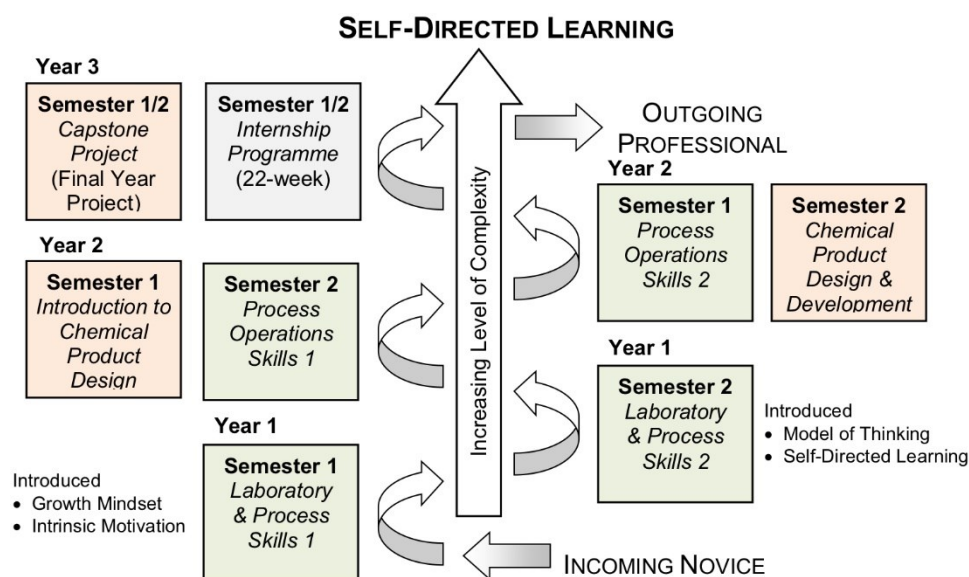 SELF-DIRECTED LEARNING
Year 3
Semester 1/2
Capstone
Project
(Final Year
Project)
Semester 1/2
Internship
Programme
(22-week)
OUTGOING
PROFESSIONAL
Year 2
Semester 1
Process
Operations
Skills 2
Semester 2
Chemical
Product
Design &
Development
Year 2
Semester 1
Introduction to
Chemical
Product
Design
Semester 2
Process
Operations
Skills 1
Increasing Level of Complexity
Year 1
Semester 2
Laboratory
& Process
Skills 2
Introduced
• Model of Thinking
• Self-Directed Learning
Year 1
Semester 1
Laboratory
& Process
Skills 1
Introduced
• Growth Mindset
• Intrinsic Motivation
INCOMING NOVICE